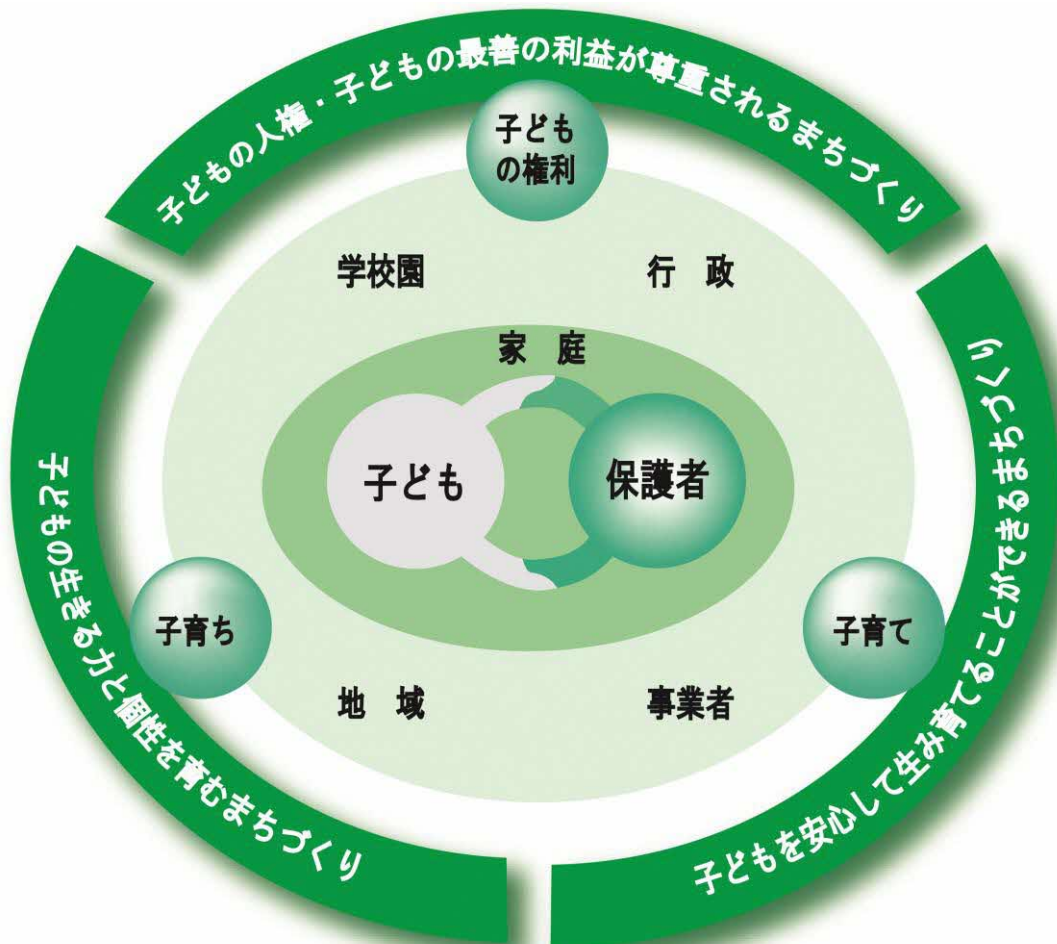 子どもの人権・子どもの最善の利益が尊重されるまちづくり
子ども
の権利
学校園
行　政
家　庭
子ども
保護者
子育ち
子育て
地　域
事業者
子どもの生きる力と個性を育むまちづくり
子どもを安心して生み育てることができるまちづくり